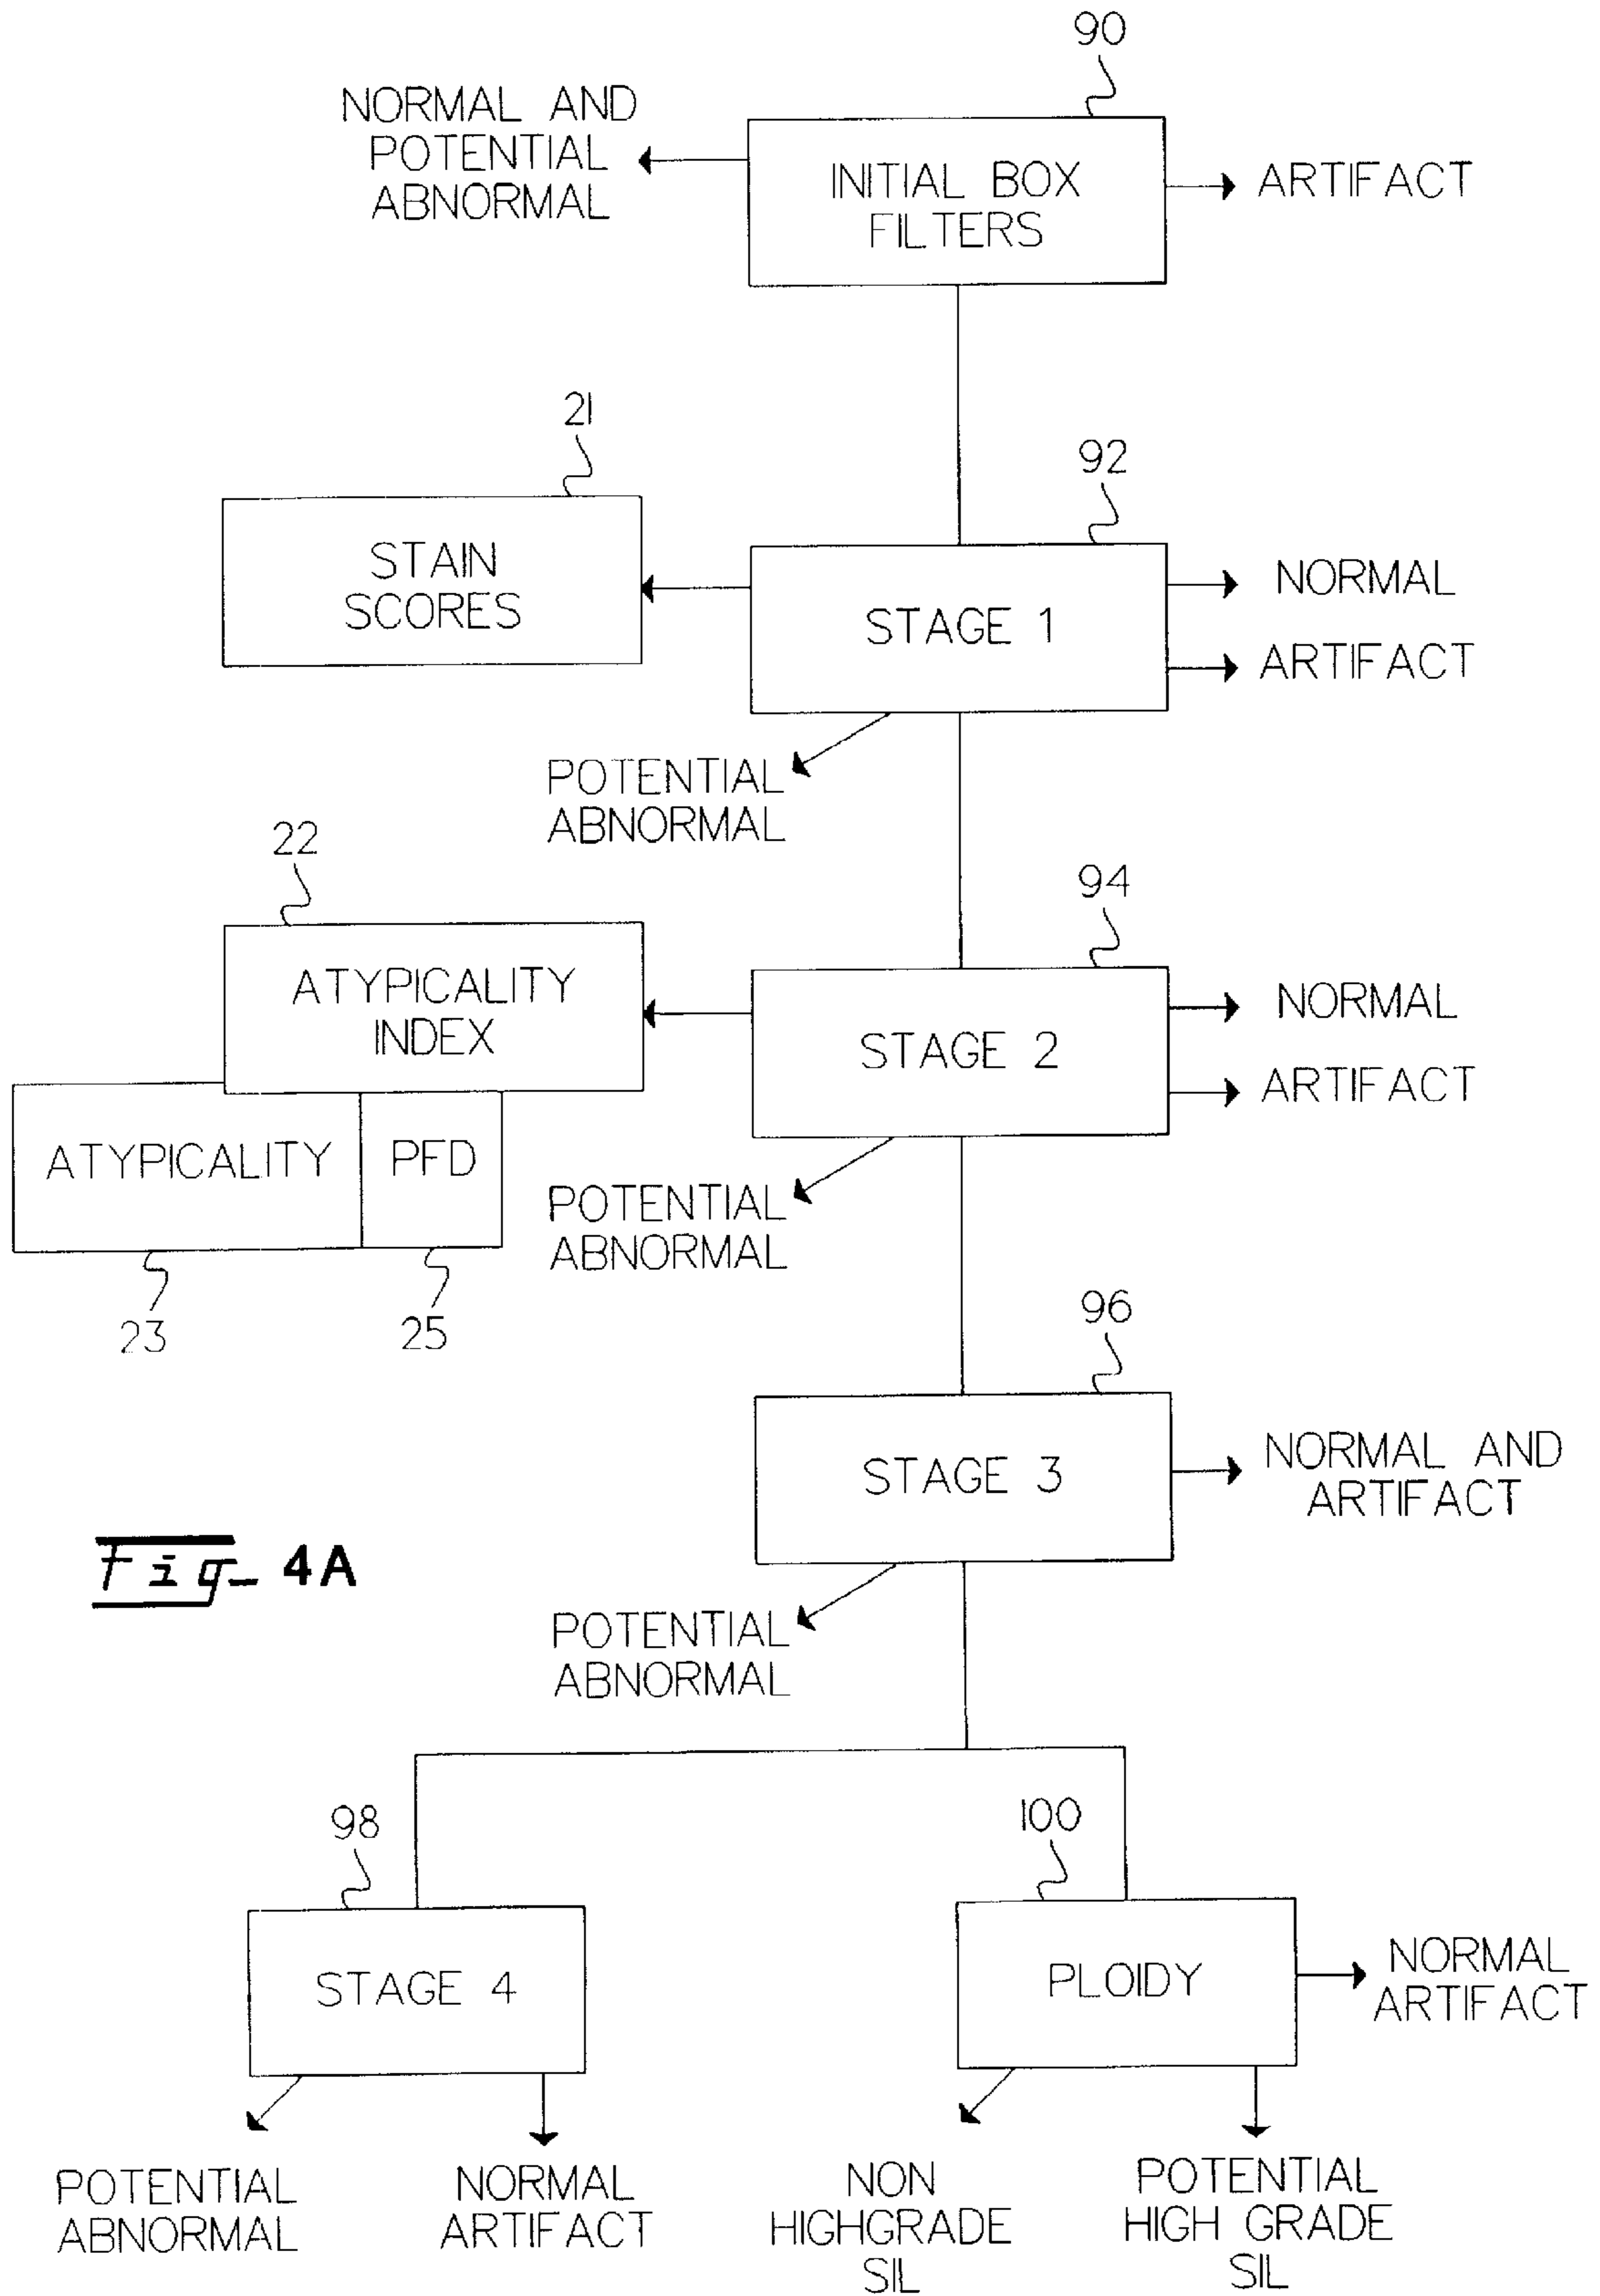 90
NORMAL AND
POTENTIAL
ABNORMAL
INITIAL BOX
FILTERS
ARTIFACT
21
92
STAIN
SCORES
STAGE 1
NORMAL
ARTIFACT
POTENTIAL
ABNORMAL
22
94
ATYPICALITY
INDEX
STAGE 2
NORMAL
ARTIFACT
ATYPICALITY
PFD
POTENTIAL
ABNORMAL
23
25
96
STAGE 3
NORMAL AND
ARTIFACT
Fig- 4A
POTENTIAL
ABNORMAL
98
100
STAGE 4
PLOIDY
NORMAL
ARTIFACT
POTENTIAL
ABNORMAL
NORMAL
ARTIFACT
NON
HIGHGRADE
SIL
POTENTIAL
HIGH GRADE
SIL